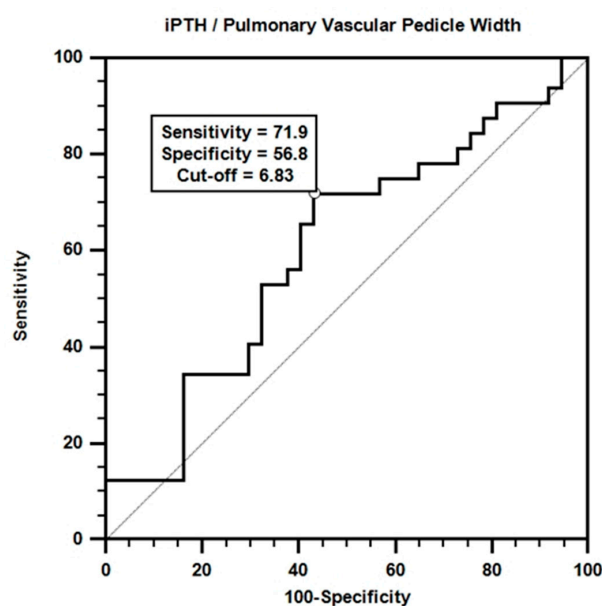 iPTH / Pulmonary Vascular Pedicle Width
100
80
60
40
20
0
Sensitivity
Sensitivity = 71.9
Specificity = 56.8
Cut-off = 6.83
0 20 40 60 80 100
100-Specificity